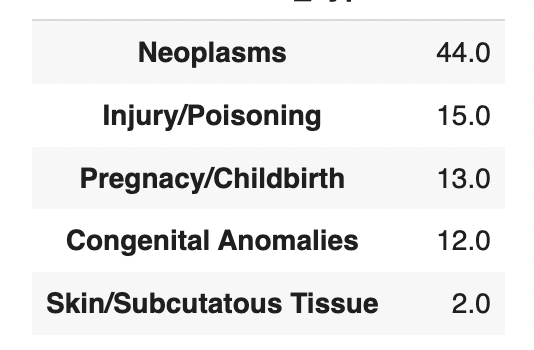 Neoplasms 44.0
Injury/Poisoning 15.0
Pregnacy/Childbirth 13.0
Congenital Anomalies 12.0
Skin/Subcutatous Tissue 2.0